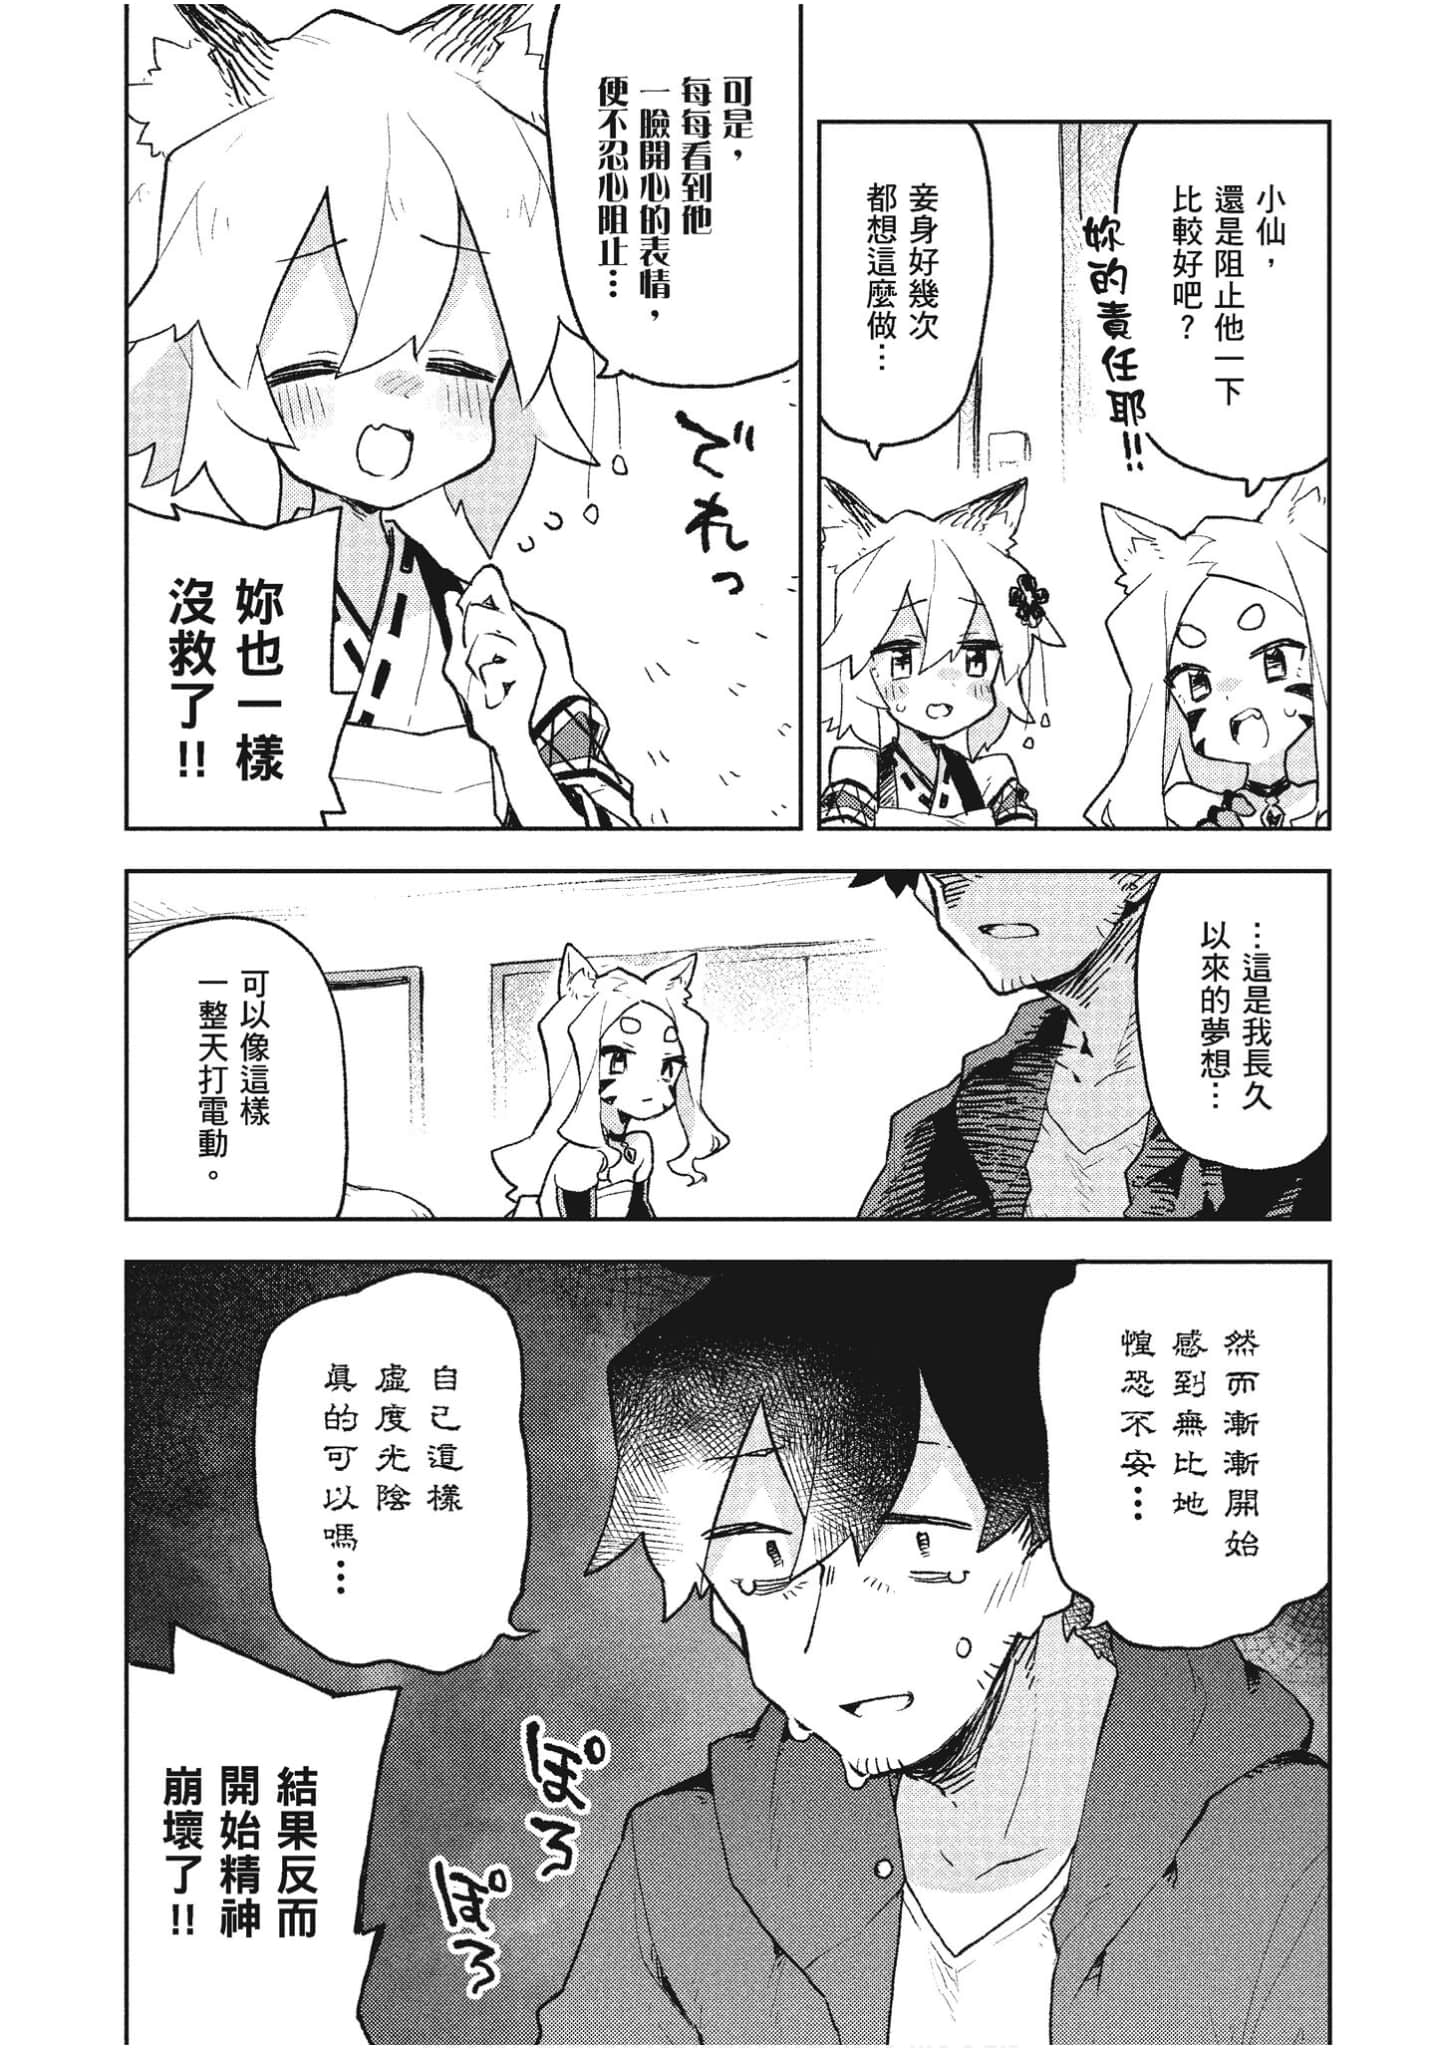 小仙，
還是阻止他一下
比較好吧？
妳的責任耶！！
妾身好幾次
都想這麼做…
可是，
每每看到他
一臉開心的表情，
便不忍心阻止…
でれっ
妳也一樣
沒救了！！
…這是我長久
以來的夢想…
可以像這樣
一整天打電動。
然而漸漸開始
感到無比地
惶恐不安…
自己這樣
虛度光陰
真的可以嗎…
ぽろ
ぽろ
結果反而
開始精神
崩壞了！！